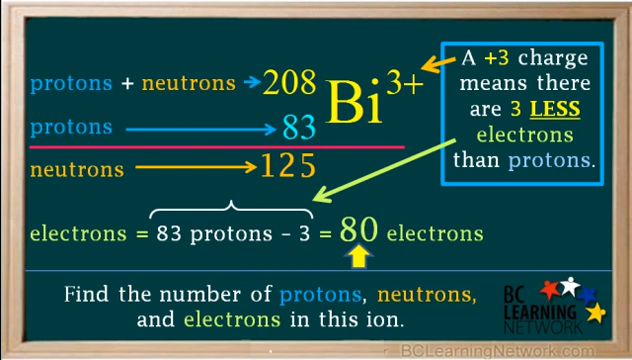 protons + neutrons → 208 Bi 3+
protons → 83
neutrons → 125
A +3 charge
means there
are 3 LESS
electrons
than protons.
electrons = 83 protons − 3 = 80 electrons
Find the number of protons, neutrons,
and electrons in this ion.
BC
LEARNING
NETWORK
BCLearningNetwork.com